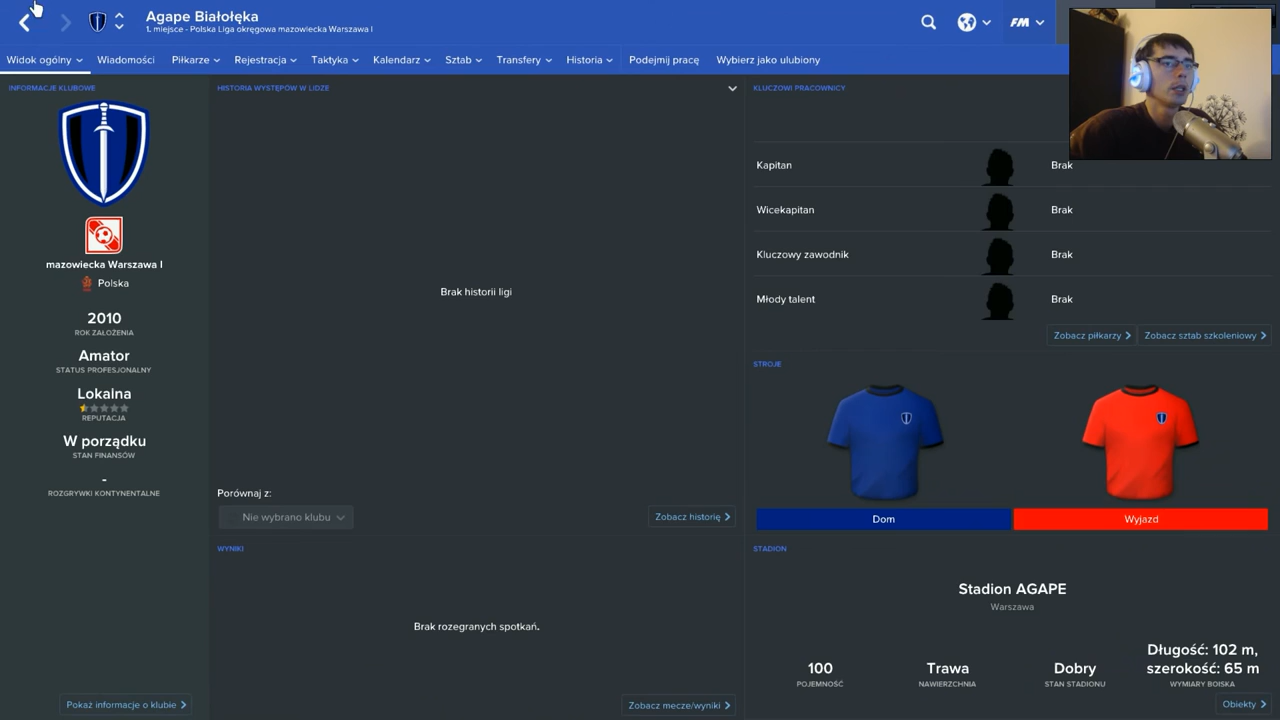 Agape Białołęka
1. miejsce - Polska Liga okręgowa mazowiecka Warszawa I
FM
Widok ogólny
Wiadomości
Piłkarze
Rejestracja
Taktyka
Kalendarz
Sztab
Transfery
Historia
Podejmij pracę
Wybierz jako ulubiony
INFORMACJE KLUBOWE
mazowiecka Warszawa I
Polska
2010
ROK ZAŁOŻENIA
Amator
STATUS PROFESJONALNY
Lokalna
REPUTACJA
W porządku
STAN FINANSÓW
-
ROZGRYWKI KONTYNENTALNE
Pokaż informacje o klubie
HISTORIA WYSTĘPÓW W LIDZE
Brak historii ligi
Porównaj z:
Nie wybrano klubu
Zobacz historię
WYNIKI
Brak rozegranych spotkań.
Zobacz mecze/wyniki
KLUCZOWI PRACOWNICY
Kapitan Brak
Wicekapitan Brak
Kluczowy zawodnik Brak
Młody talent Brak
Zobacz piłkarzy
Zobacz sztab szkoleniowy
STROJE
Dom
Wyjazd
STADION
Stadion AGAPE
Warszawa
100
POJEMNOŚĆ
Trawa
NAWIERZCHNIA
Dobry
STAN STADIONU
Długość: 102 m,
szerokość: 65 m
WYMIARY BOISKA
Obiekty